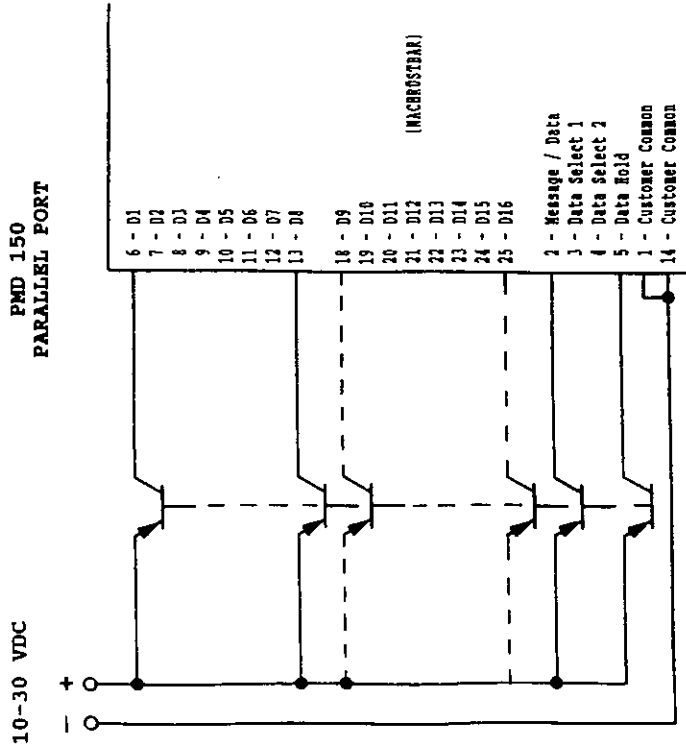 10-30 VDC
+
-
PMD 150
PARALLEL PORT
6 - D1
7 - D2
8 - D3
9 - D4
10 - D5
11 - D6
12 - D7
13 - D8
18 - D9
19 - D10
20 - D11
21 - D12
22 - D13
23 - D14
24 - D15
25 - D16
(NACHRÜSTBAR)
2 - Message / Data
3 - Data Select 1
4 - Data Select 2
5 - Data Hold
1 - Customer Common
14 - Customer Common